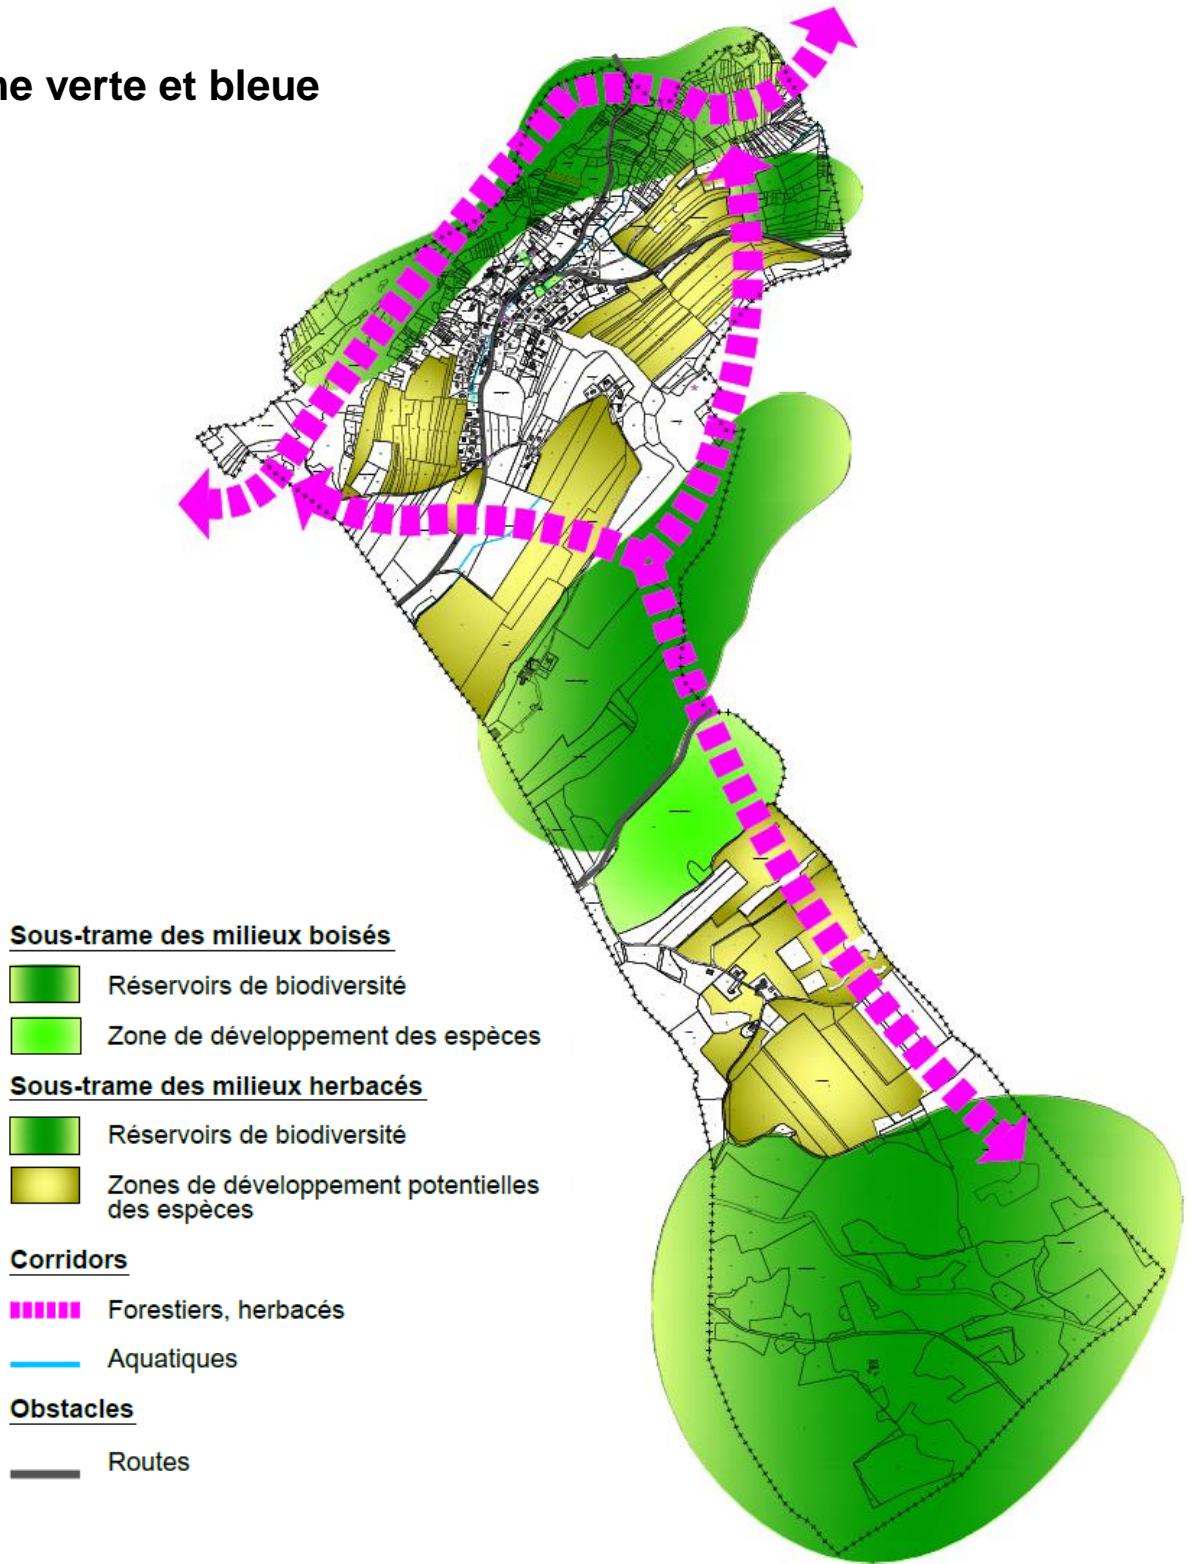 ne verte et bleue
Sous-trame des milieux boisés
Réservoirs de biodiversité
Zone de développement des espèces
Sous-trame des milieux herbacés
Réservoirs de biodiversité
Zones de développement potentielles
des espèces
Corridors
Forestiers, herbacés
Aquatiques
Obstacles
Routes